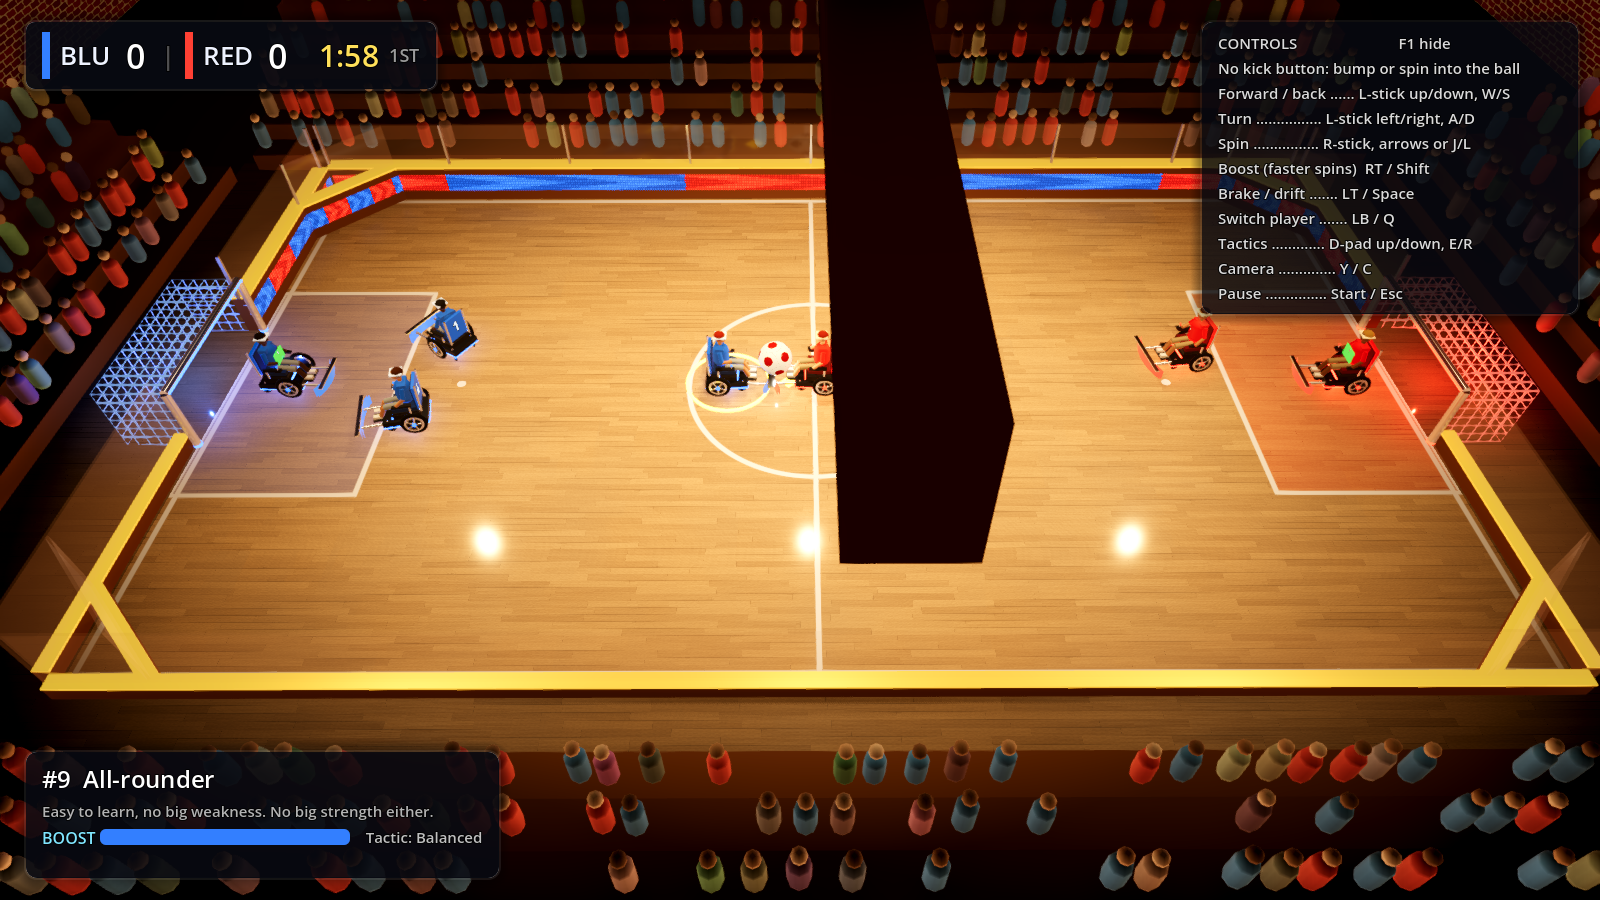 BLU 0 | RED 0 1:58 1ST
CONTROLS F1 hide
No kick button: bump or spin into the ball
Forward / back ...... L-stick up/down, W/S
Turn ............... L-stick left/right, A/D
Spin ................ R-stick, arrows or J/L
Boost (faster spins) RT / Shift
Brake / drift ....... LT / Space
Switch player ....... LB / Q
Tactics ............. D-pad up/down, E/R
Camera .............. Y / C
Pause ............... Start / Esc
1
#9 All-rounder
Easy to learn, no big weakness. No big strength either.
BOOST Tactic: Balanced